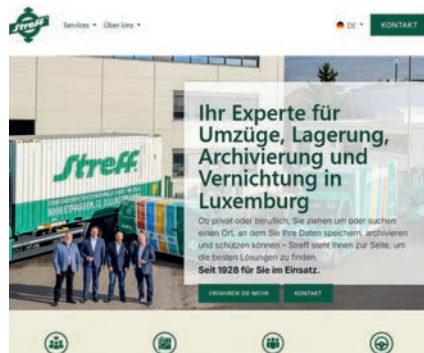 Streff
Services
Über Uns
DE
KONTAKT
Streff
Ihr Experte für
Umzüge, Lagerung,
Archivierung und
Vernichtung in
Luxemburg
Ob privat oder beruflich, Sie ziehen um oder suchen
einen Ort, an dem Sie Ihre Daten speichern, archivieren
und schützen können – Streff steht Ihnen zur Seite, um
die besten Lösungen zu finden.
Seit 1928 für Sie im Einsatz.
ERFAHREN SIE MEHR
KONTAKT